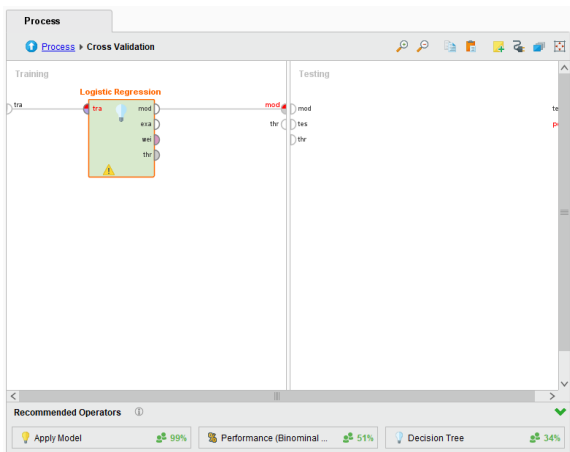 Process
Process ▸ Cross Validation
Training
Testing
Logistic Regression
tra
tra
mod
exa
wei
thr
mod
thr
mod
tes
thr
te
pe
Recommended Operators
Apply Model 99%
Performance (Binominal ... 51%
Decision Tree 34%